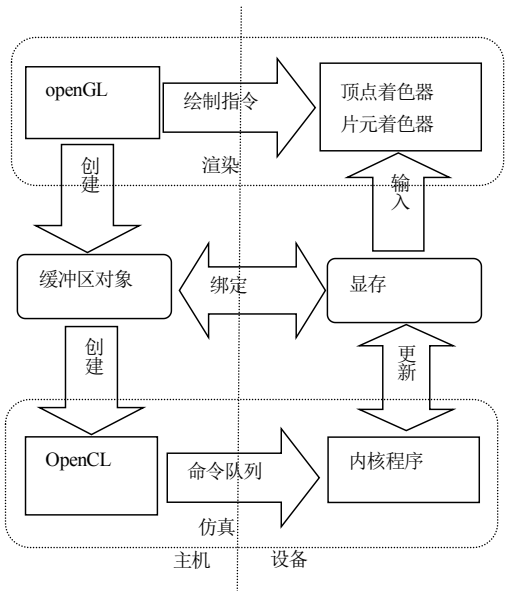 openGL
绘制指令
顶点着色器
片元着色器
创建
渲染
输入
缓冲区对象
绑定
显存
创建
更新
OpenCL
命令队列
内核程序
仿真
主机
设备